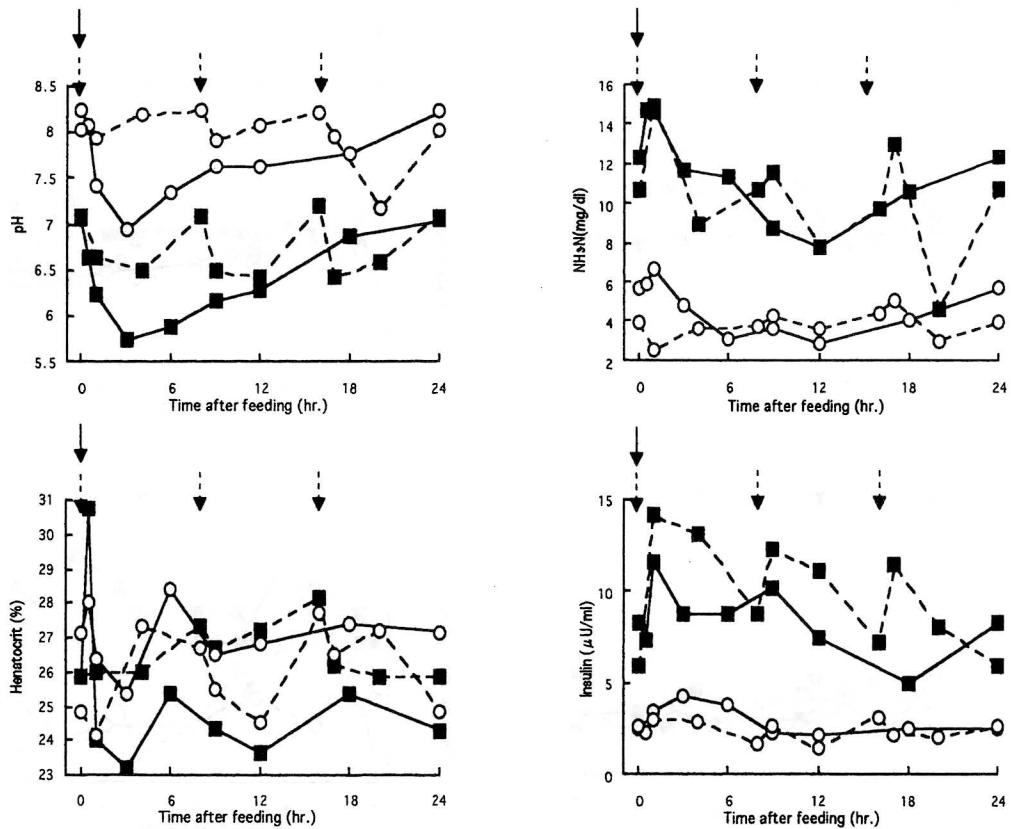 8.5
8
7.5
7
6.5
6
5.5
pH
0 6 12 18 24
Time after feeding (hr.)
16
14
12
10
8
6
4
2
NH₃N(mg/dl)
0 6 12 18 24
Time after feeding (hr.)
31
30
29
28
27
26
25
24
23
Hematocrit (%)
0 6 12 18 24
Time after feeding (hr.)
15
10
5
0
Insulin (μU/ml)
0 6 12 18 24
Time after feeding (hr.)